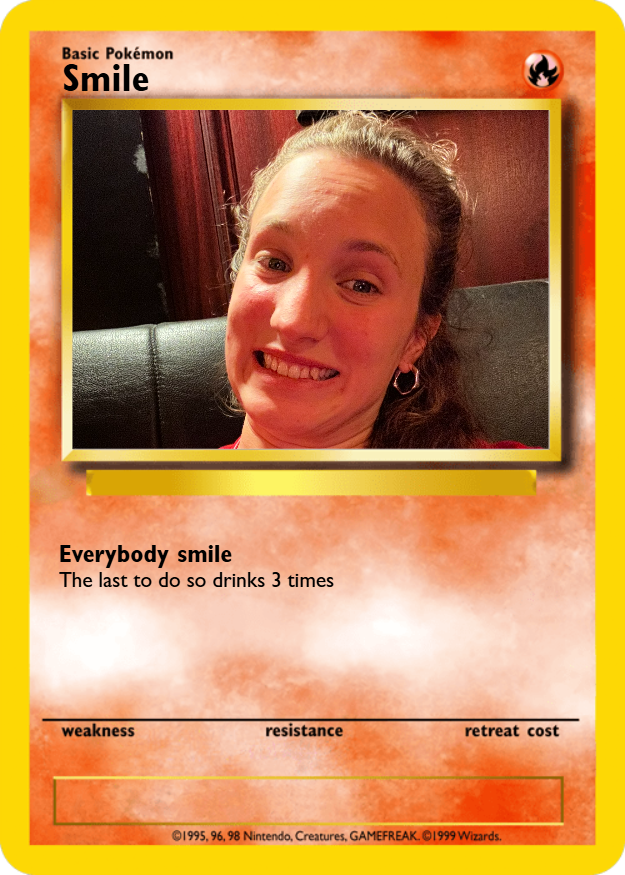 Basic Pokémon
Smile
Everybody smile
The last to do so drinks 3 times
weakness resistance retreat cost
©1995, 96, 98 Nintendo, Creatures, GAMEFREAK. ©1999 Wizards.